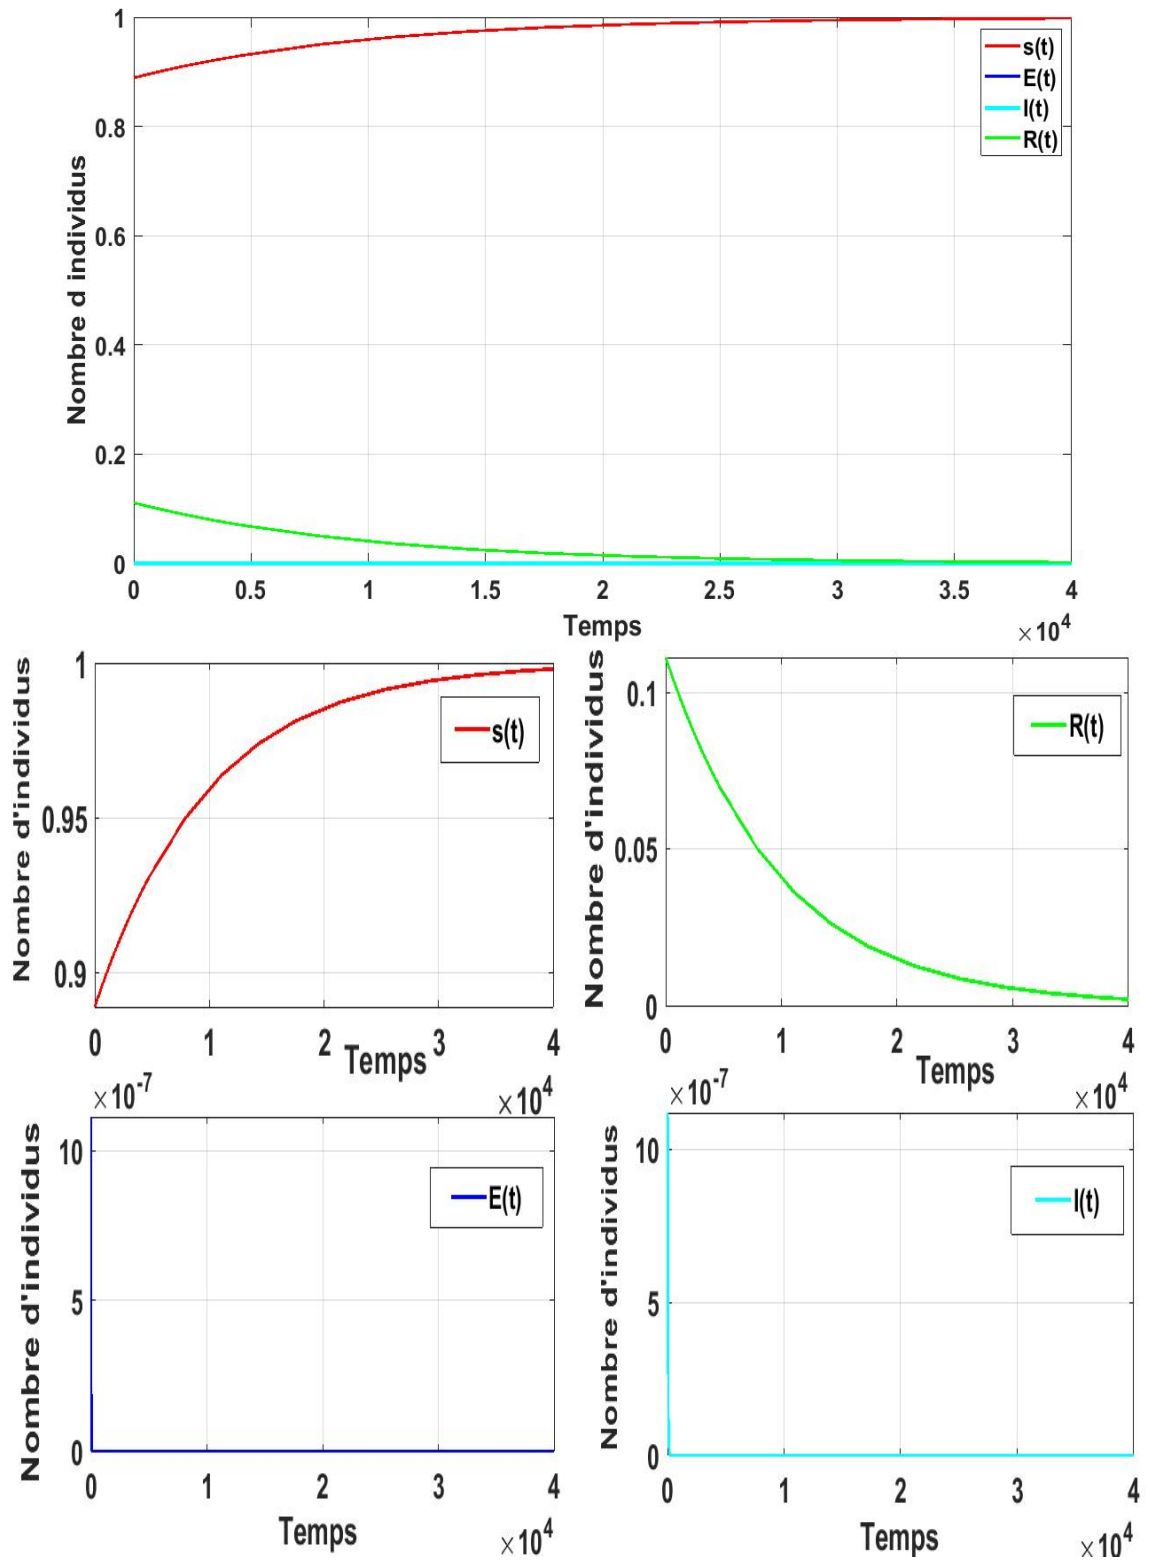 Nombre d individus
1
0.8
0.6
0.4
0.2
0
s(t)
E(t)
I(t)
R(t)
0 0.5 1 1.5 2 2.5 3 3.5 4
Temps
×10^4
Nombre d'individus
1
0.95
0.9
s(t)
0 1 2 3 4
Temps
×10^4
Nombre d'individus
0.1
0.05
0
R(t)
0 1 2 3 4
Temps
×10^4
Nombre d'individus
×10^-7
10
5
0
E(t)
0 1 2 3 4
Temps
×10^4
Nombre d'individus
×10^-7
10
5
0
I(t)
0 1 2 3 4
Temps
×10^4